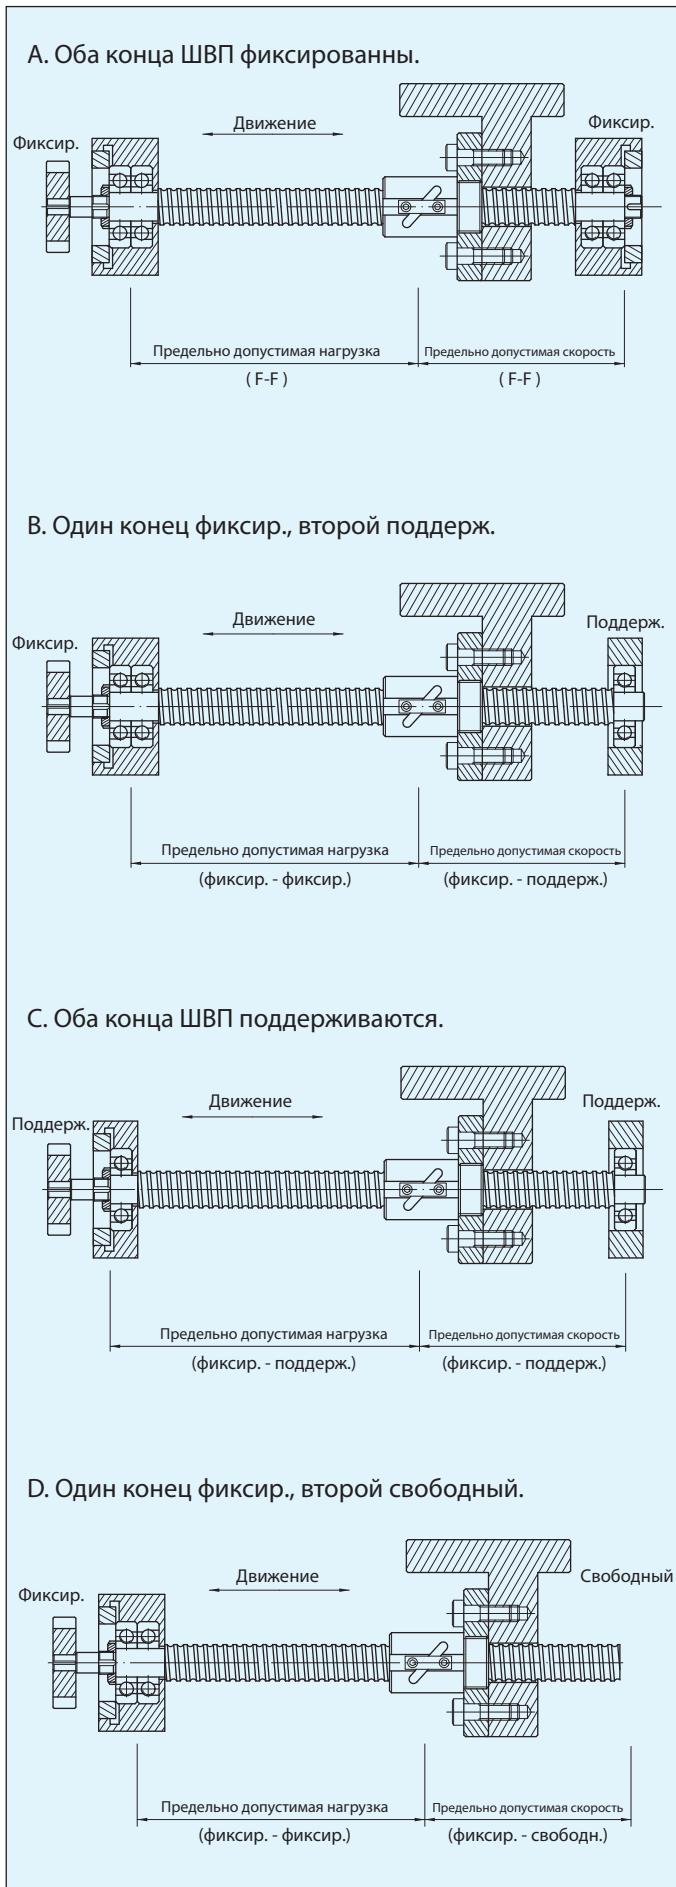 A. Оба конца ШВП фиксированны.
Движение
Фиксир.
Фиксир.
Предельно допустимая нагрузка
Предельно допустимая скорость
( F-F )
( F-F )
B. Один конец фиксир., второй поддерж.
Движение
Поддерж.
Фиксир.
Предельно допустимая нагрузка
Предельно допустимая скорость
(фиксир. - фиксир.)
(фиксир. - поддерж.)
C. Оба конца ШВП поддерживаются.
Движение
Поддерж.
Поддерж.
Предельно допустимая нагрузка
Предельно допустимая скорость
(фиксир. - поддерж.)
(фиксир. - поддерж.)
D. Один конец фиксир., второй свободный.
Движение
Свободный
Фиксир.
Предельно допустимая нагрузка
Предельно допустимая скорость
(фиксир. - фиксир.)
(фиксир. - свободн.)